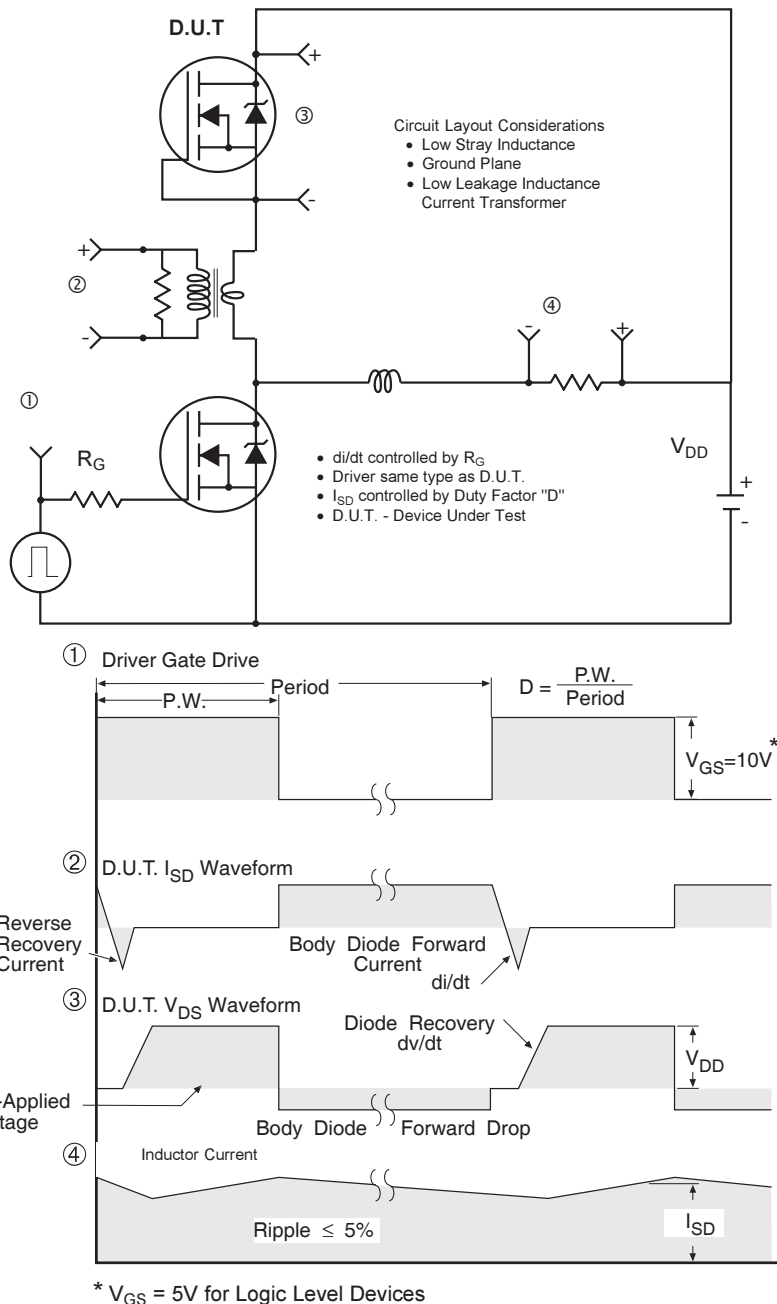 D.U.T
+
③
Circuit Layout Considerations
• Low Stray Inductance
• Ground Plane
• Low Leakage Inductance
Current Transformer
-
+
②
-
④
- +
①
R_G
V_DD
+
-
• di/dt controlled by R_G
• Driver same type as D.U.T.
• I_SD controlled by Duty Factor "D"
• D.U.T. - Device Under Test
① Driver Gate Drive
Period
P.W.
D = P.W. / Period
V_GS=10V *
② D.U.T. I_SD Waveform
Reverse
Recovery
Current
Body Diode Forward
Current
di/dt
③ D.U.T. V_DS Waveform
Diode Recovery
dv/dt
V_DD
-Applied
Body Diode Forward Drop
④ Inductor Current
Ripple ≤ 5%
I_SD
* V_GS = 5V for Logic Level Devices